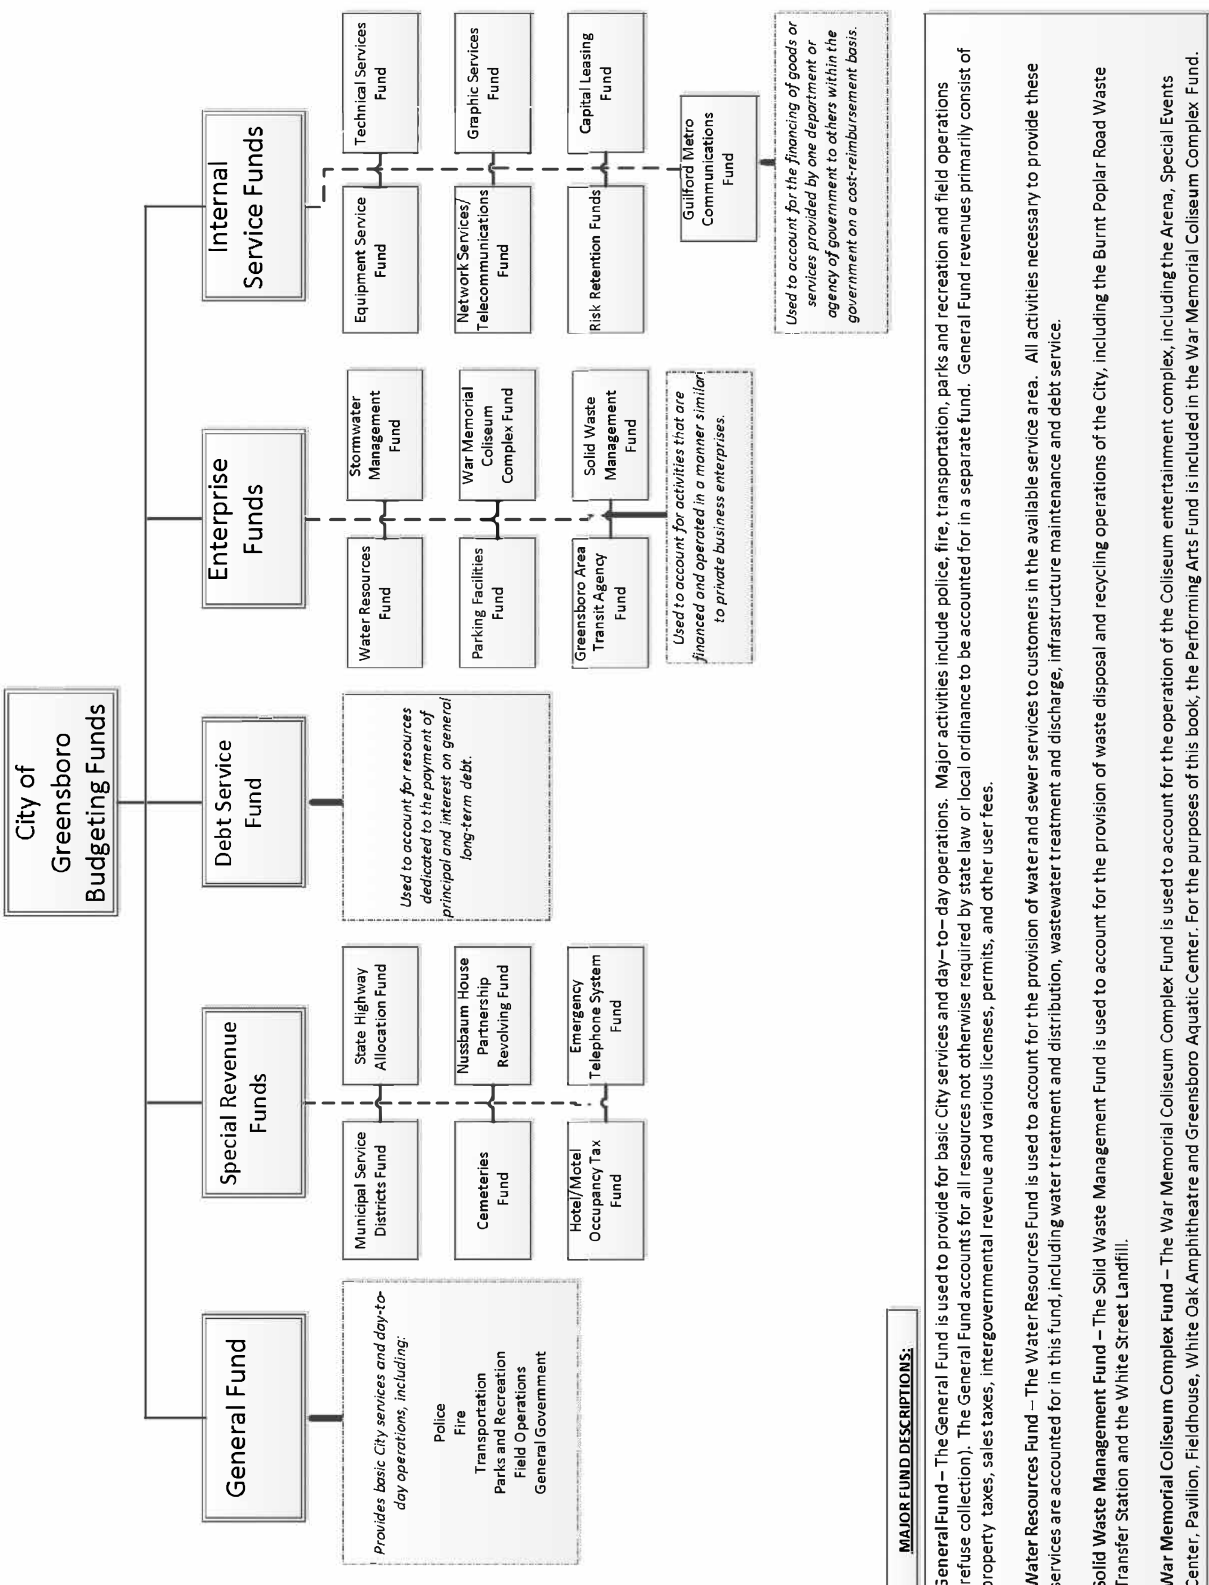 City of
Greensboro
Budgeting Funds
General Fund
Special Revenue
Funds
Debt Service
Fund
Enterprise
Funds
Internal
Service Funds
Provides basic City services and day-to-
day operations, including:
Police
Fire
Transportation
Parks and Recreation
Field Operations
General Government
Municipal Service
Districts Fund
State Highway
Allocation Fund
Cemeteries
Fund
Nussbaum House
Partnership
Revolving Fund
Hotel/Motel
Occupancy Tax
Fund
Emergency
Telephone System
Fund
Used to account for resources
dedicated to the payment of
principal and interest on general
long-term debt.
Water Resources
Fund
Stormwater
Management
Fund
Parking Facilities
Fund
War Memorial
Coliseum
Complex Fund
Greensboro Area
Transit Agency
Fund
Solid Waste
Management
Fund
Used to account for activities that are
financed and operated in a manner similar
to private business enterprises.
Equipment Service
Fund
Technical Services
Fund
Network Services/
Telecommunications
Fund
Graphic Services
Fund
Risk Retention Funds
Capital Leasing
Fund
Guilford Metro
Communications
Fund
Used to account for the financing of goods or
services provided by one department or
agency of government to others within the
government on a cost-reimbursement basis.
MAJOR FUND DESCRIPTIONS:
General Fund – The General Fund is used to provide for basic City services and day–to–day operations. Major activities include police, fire, transportation, parks and recreation and field operations
refuse collection). The General Fund accounts for all resources not otherwise required by state law or local ordinance to be accounted for in a separate fund. General Fund revenues primarily consist of
property taxes, sales taxes, intergovernmental revenue and various licenses, permits, and other user fees.
Water Resources Fund – The Water Resources Fund is used to account for the provision of water and sewer services to customers in the available service area. All activities necessary to provide these
services are accounted for in this fund, including water treatment and distribution, wastewater treatment and discharge, infrastructure maintenance and debt service.
Solid Waste Management Fund – The Solid Waste Management Fund is used to account for the provision of waste disposal and recycling operations of the City, including the Burnt Poplar Road Waste
Transfer Station and the White Street Landfill.
War Memorial Coliseum Complex Fund – The War Memorial Coliseum Complex Fund is used to account for the operation of the Coliseum entertainment complex, including the Arena, Special Events
Center, Pavilion, Fieldhouse, White Oak Amphitheatre and Greensboro Aquatic Center. For the purposes of this book, the Performing Arts Fund is included in the War Memorial Coliseum Complex Fund.